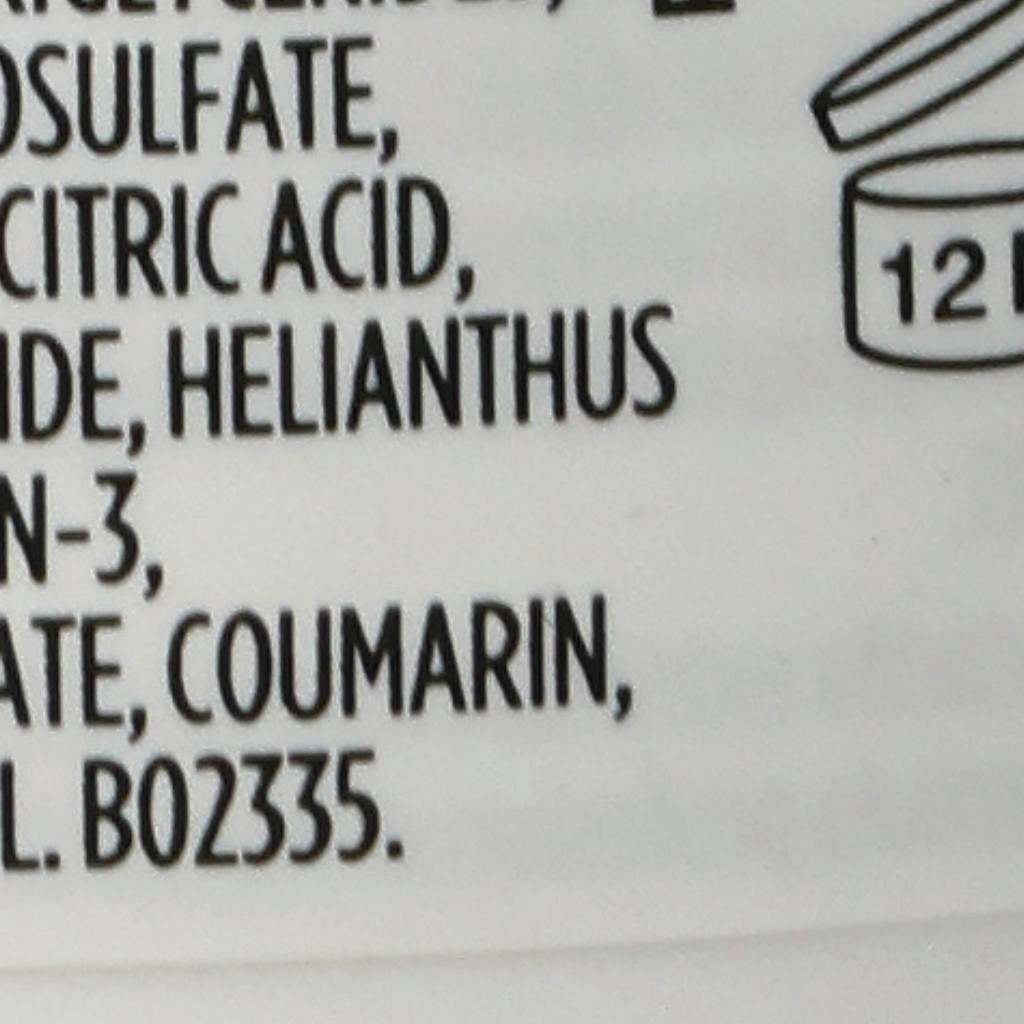 OSULFATE,
CITRIC ACID,
IDE, HELIANTHUS
N-3,
ATE, COUMARIN,
L. B02335.
12